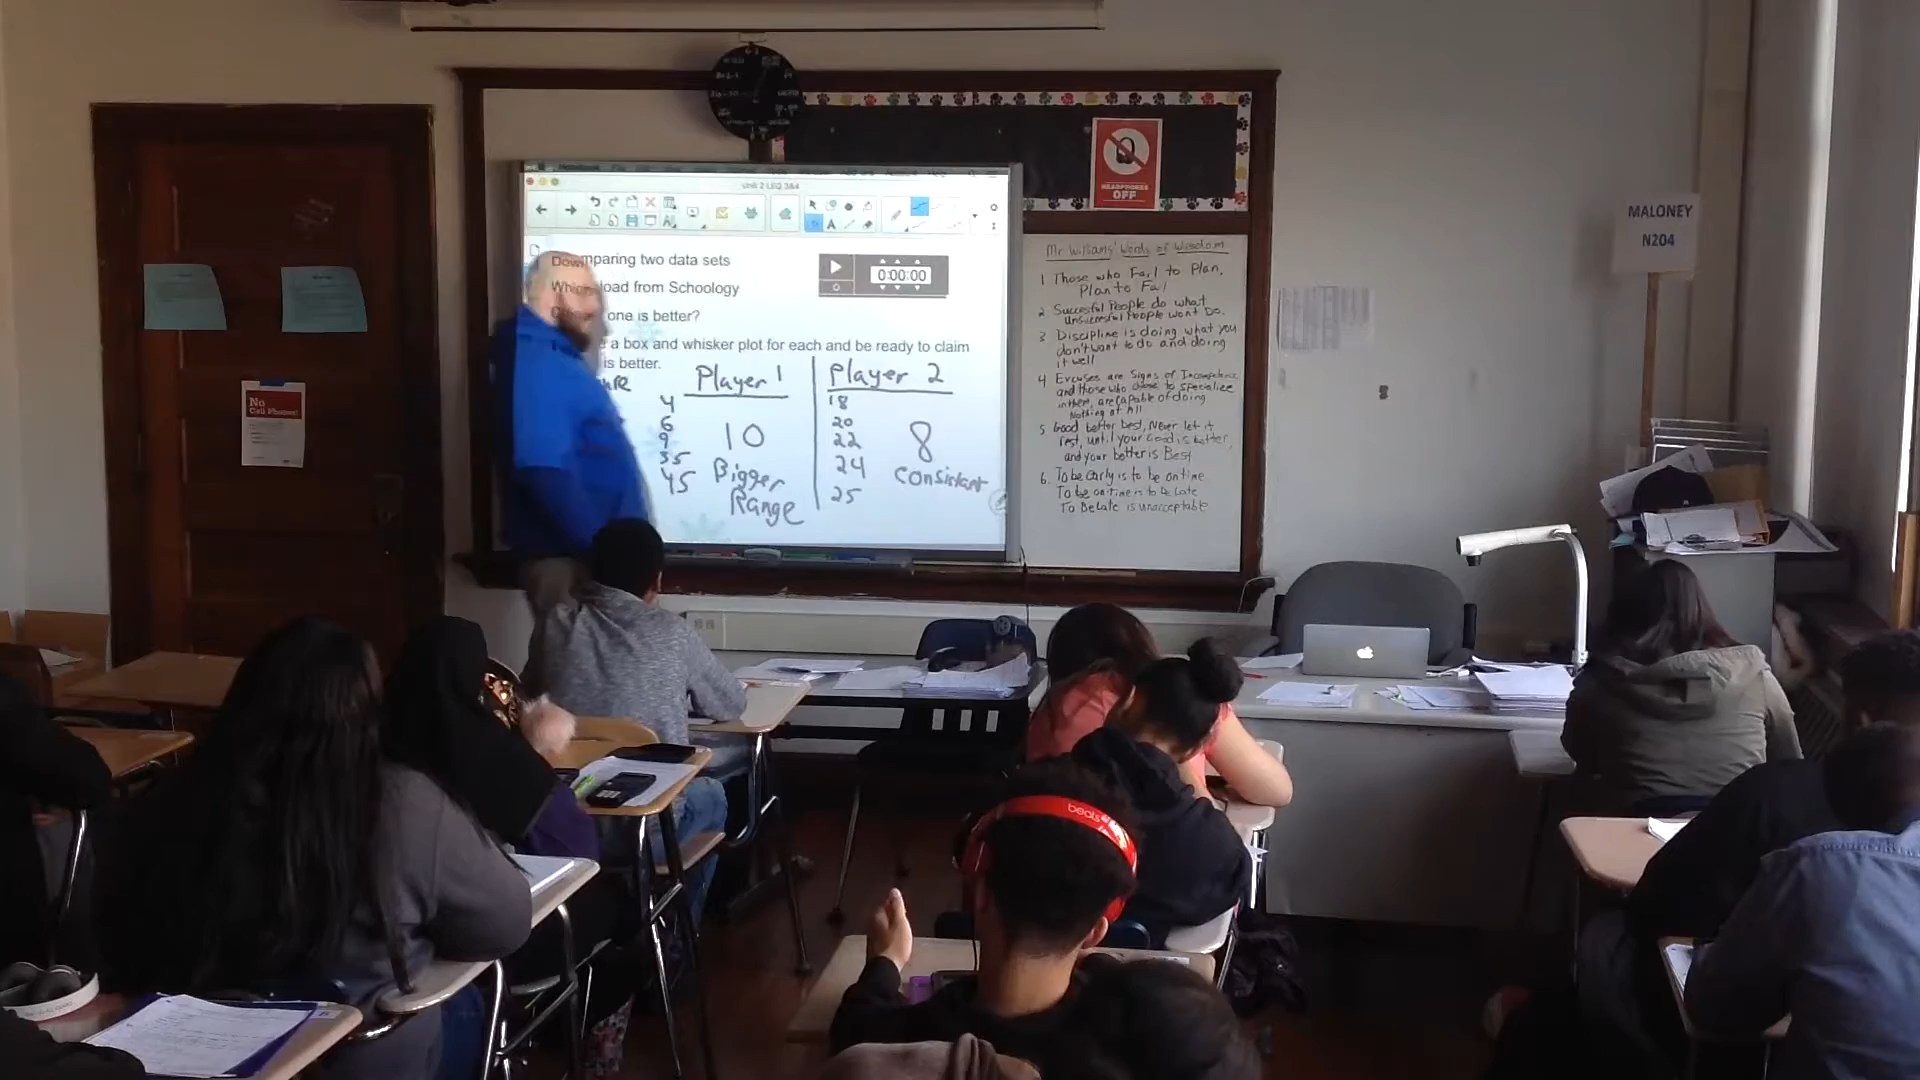 Unit 2 LEQ 3&4
paring two data sets
0:00:00
load from Schoology
one is better?
a box and whisker plot for each and be ready to claim
is better.
Player 1
Player 2
4
6
9
35
45
10
Bigger
Range
18
20
22
24
25
8
Consistant
HEADPHONES
OFF
Mr Wilsons' Words of Wisdom
1 Those who Fail to Plan,
Plan to Fail
2 Succesful People do what
Unsuccesful People wont Do.
3 Discipline is doing what you
don't want to do and doing
it well
4 Excuses are Signs of Incompetence
and those who choose to specialize
in them, are capable of doing
Nothing at All
5 Good better best, Never let it
rest, until your Good is better,
and your better is Best
6. To be Early is to be on time
To be on-time is to be Late
To Be Late is unacceptable
MALONEY
N204
No
Cell Phones!
beats